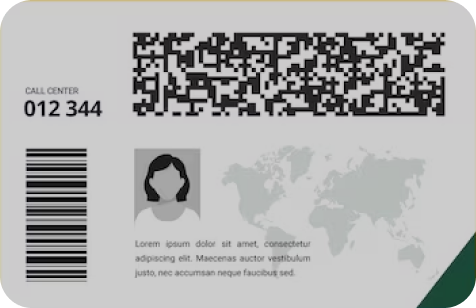 CALL CENTER
012 344
Lorem ipsum dolor sit amet, consectetur
adipiscing elit. Maecenas auctor vestibulum
justo, nec accumsan neque faucibus sed.